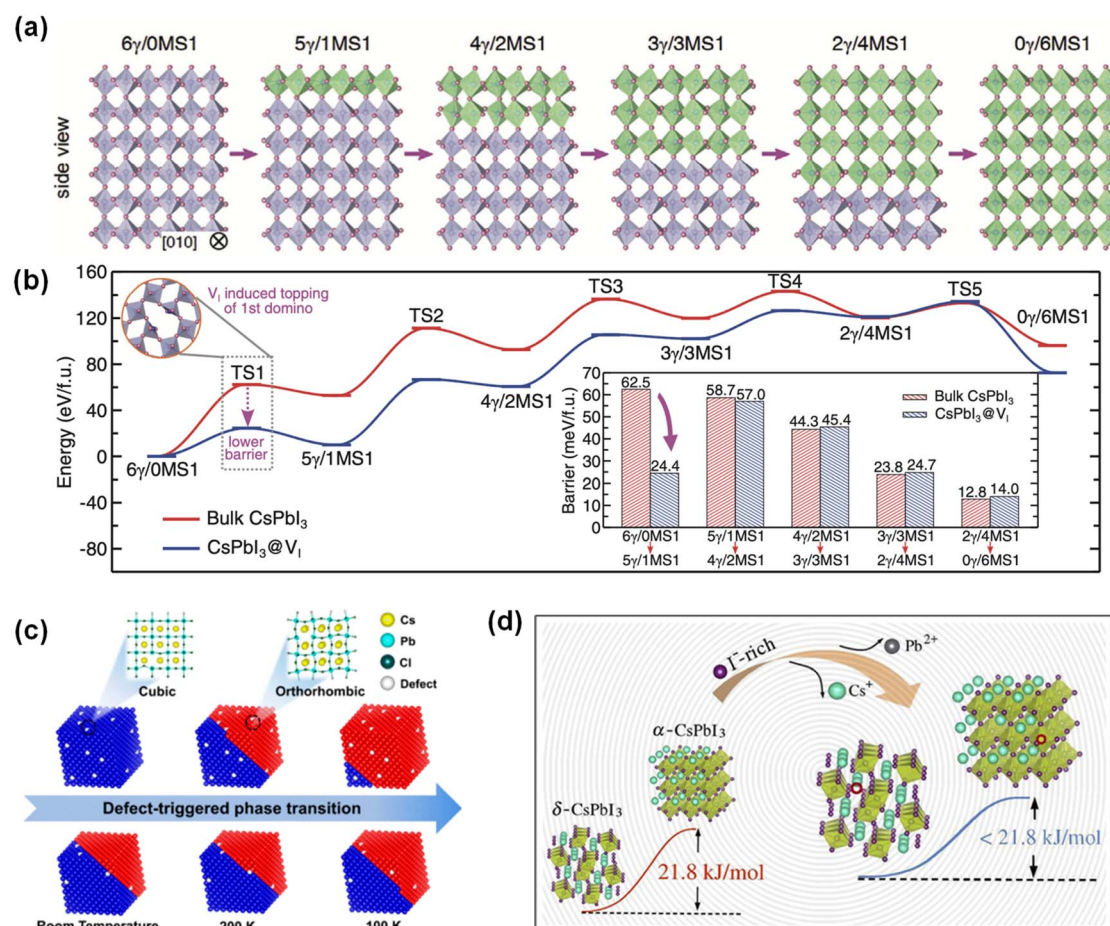 (a)
6γ/0MS1 5γ/1MS1 4γ/2MS1 3γ/3MS1 2γ/4MS1 0γ/6MS1
side view
[010]
(b)
160
120
80
40
0
-40
-80
Energy (eV/f.u.)
V_I induced topping
of 1st domino
TS1
TS2
TS3
TS4
TS5
lower
barrier
6γ/0MS1
5γ/1MS1
4γ/2MS1
3γ/3MS1
2γ/4MS1
0γ/6MS1
Bulk CsPbI₃
CsPbI₃@V_I
Barrier (meV/f.u.)
70
60
50
40
30
20
10
0
62.5
24.4
58.7
57.0
44.3
45.4
23.8
24.7
12.8
14.0
Bulk CsPbI₃
CsPbI₃@V_I
6γ/0MS1 5γ/1MS1 4γ/2MS1 3γ/3MS1 2γ/4MS1
5γ/1MS1 4γ/2MS1 3γ/3MS1 2γ/4MS1 0γ/6MS1
(c)
Cubic
Orthorhombic
Cs
Pb
Cl
Defect
Defect-triggered phase transition
Room Temperature 200 K 100 K
(d)
I⁻-rich
Pb²⁺
Cs⁺
α-CsPbI₃
δ-CsPbI₃
21.8 kJ/mol
< 21.8 kJ/mol